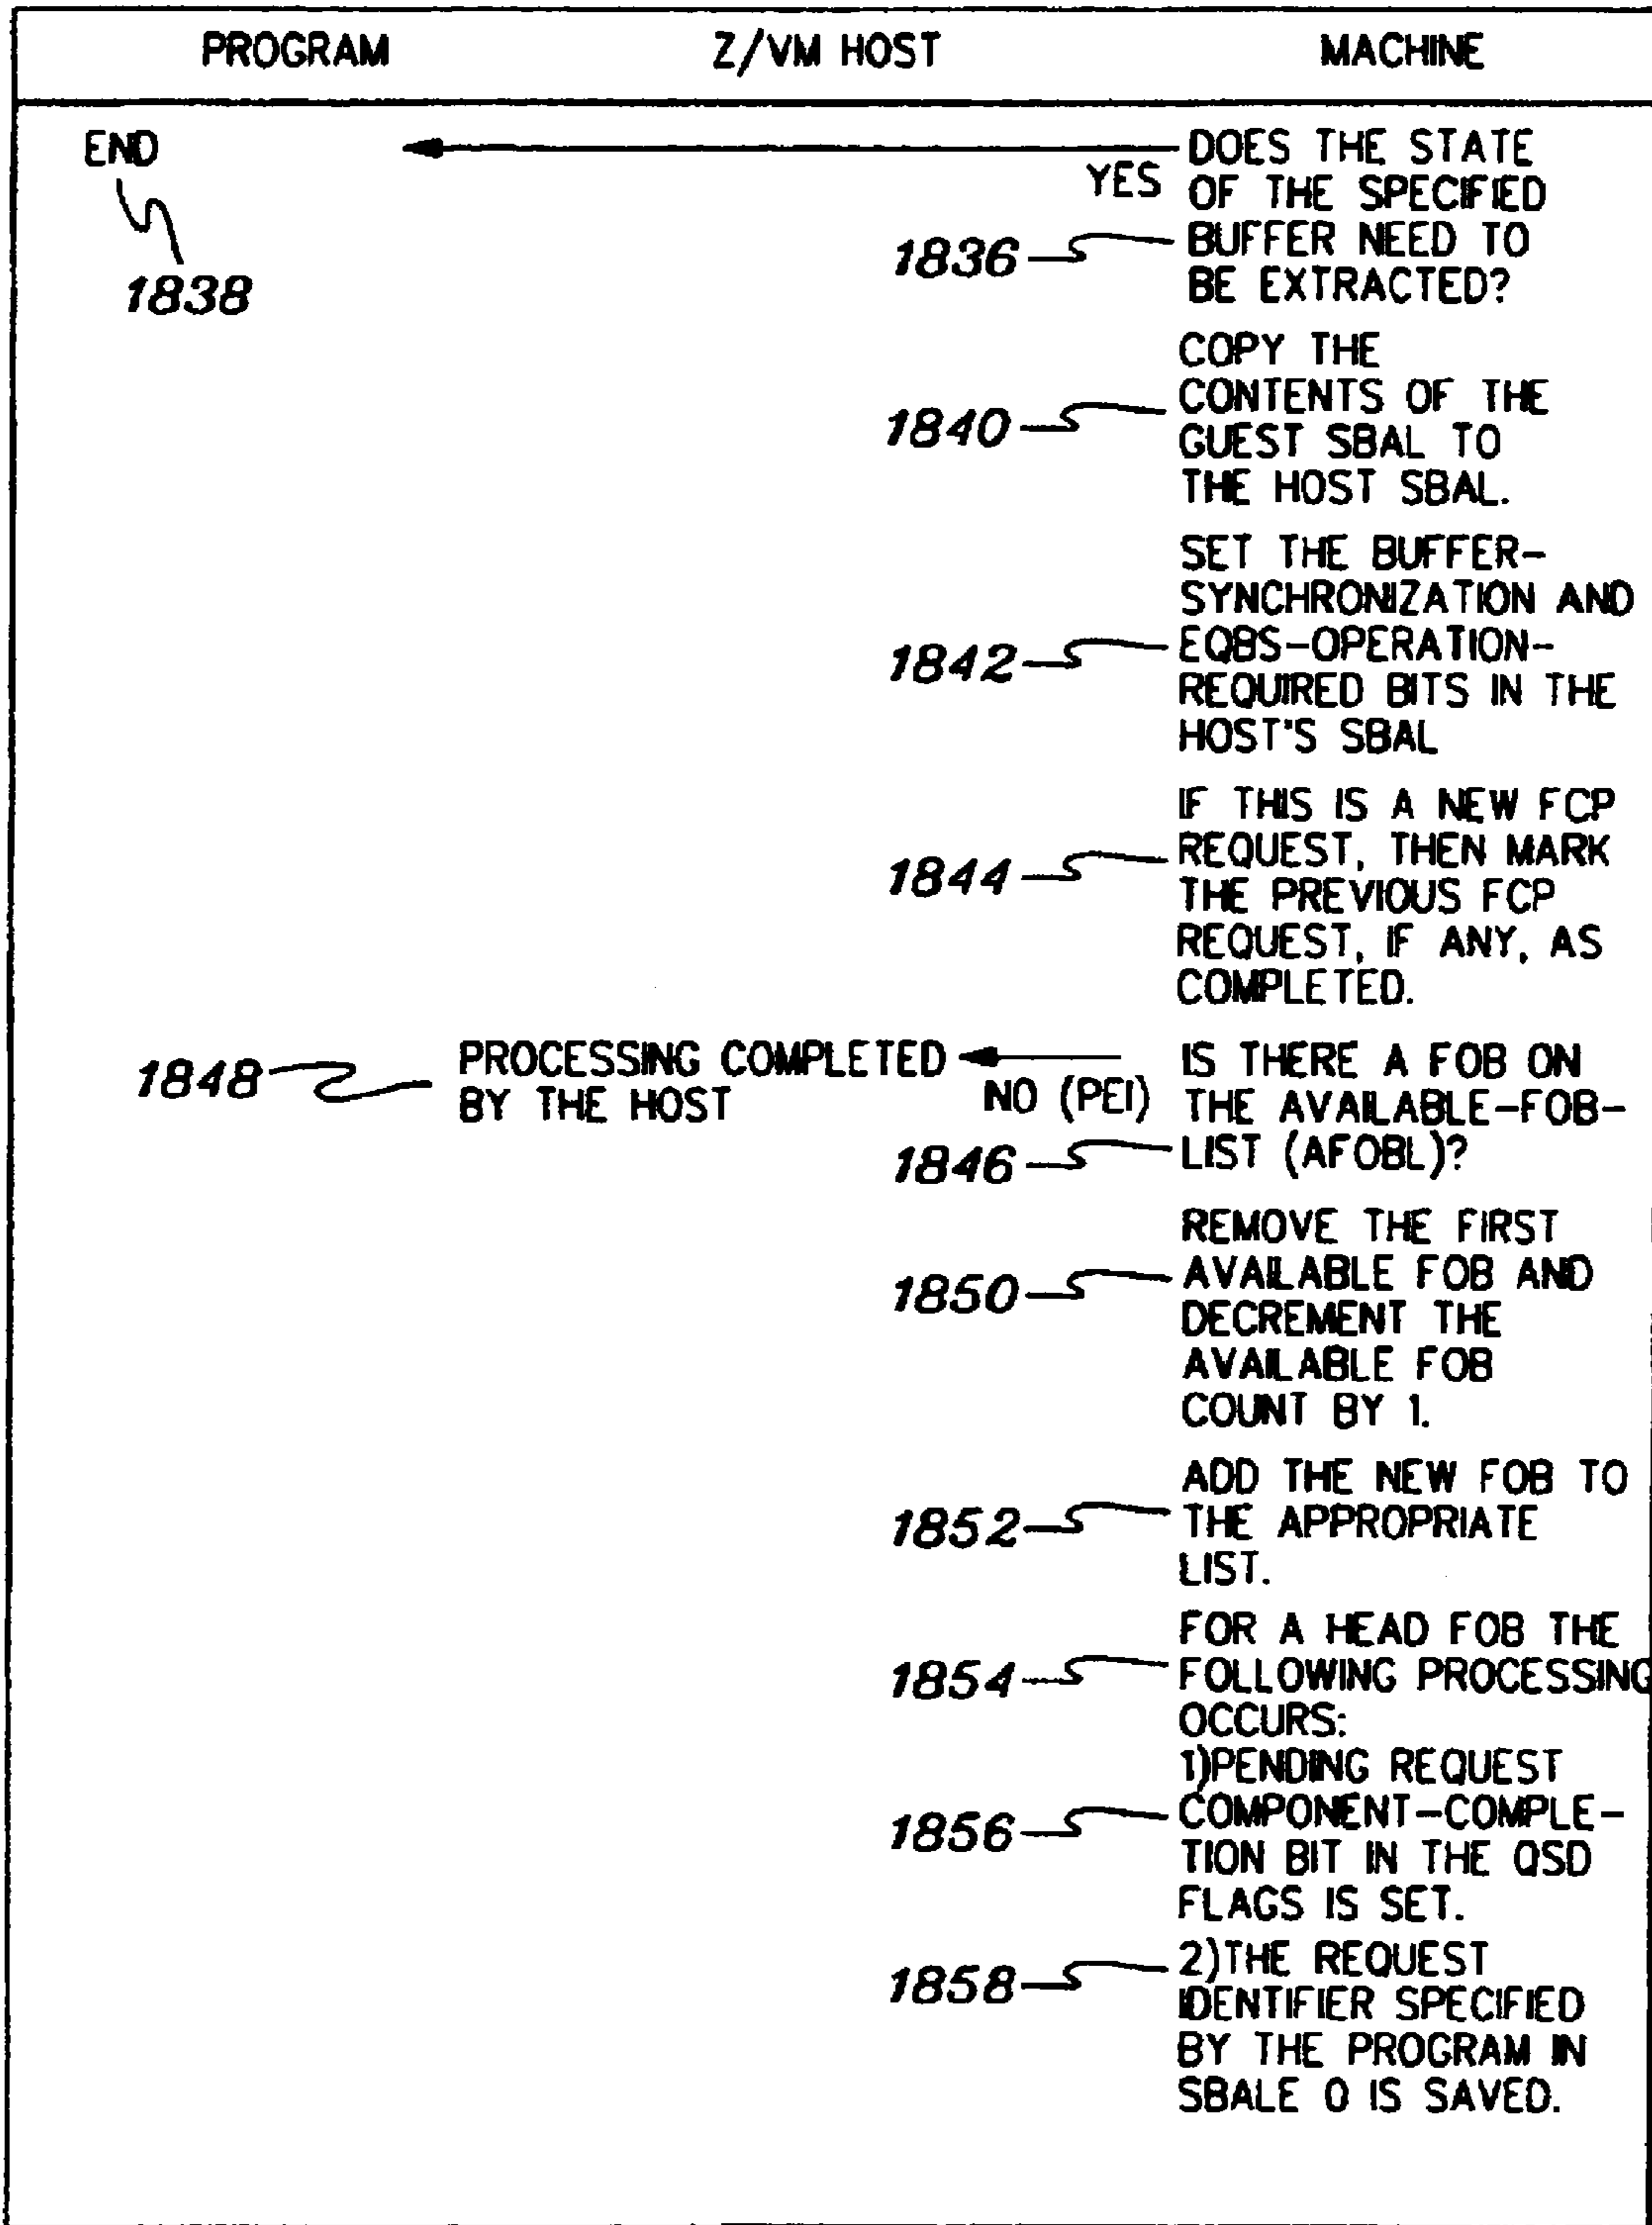 PROGRAM Z/VM HOST MACHINE
END YES DOES THE STATE
OF THE SPECIFIED
1836 BUFFER NEED TO
1838 BE EXTRACTED?
COPY THE
1840 CONTENTS OF THE
GUEST SBAL TO
THE HOST SBAL.
SET THE BUFFER-
SYNCHRONIZATION AND
1842 EQBS-OPERATION-
REQUIRED BITS IN THE
HOST'S SBAL
IF THIS IS A NEW FCP
1844 REQUEST, THEN MARK
THE PREVIOUS FCP
REQUEST, IF ANY, AS
COMPLETED.
1848 PROCESSING COMPLETED IS THERE A FOB ON
BY THE HOST NO (PEI) THE AVAILABLE-FOB-
1846 LIST (AFOBL)?
REMOVE THE FIRST
1850 AVAILABLE FOB AND
DECREMENT THE
AVAILABLE FOB
COUNT BY 1.
ADD THE NEW FOB TO
1852 THE APPROPRIATE
LIST.
FOR A HEAD FOB THE
1854 FOLLOWING PROCESSING
OCCURS:
1)PENDING REQUEST
1856 COMPONENT-COMPLE-
TION BIT IN THE QSD
FLAGS IS SET.
1858 2)THE REQUEST
IDENTIFIER SPECIFIED
BY THE PROGRAM IN
SBALE 0 IS SAVED.